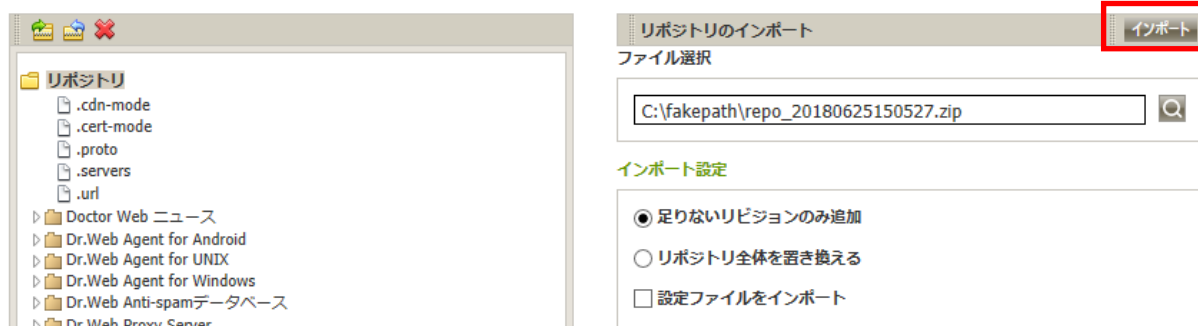 リポジトリ
.cdn-mode
.cert-mode
.proto
.servers
.url
Doctor Web ニュース
Dr.Web Agent for Android
Dr.Web Agent for UNIX
Dr.Web Agent for Windows
Dr.Web Anti-spamデータベース
Dr.Web Proxy Server
リポジトリのインポート
インポート
ファイル選択
C:\fakepath\repo_20180625150527.zip
インポート設定
足りないリビジョンのみ追加
リポジトリ全体を置き換える
設定ファイルをインポート